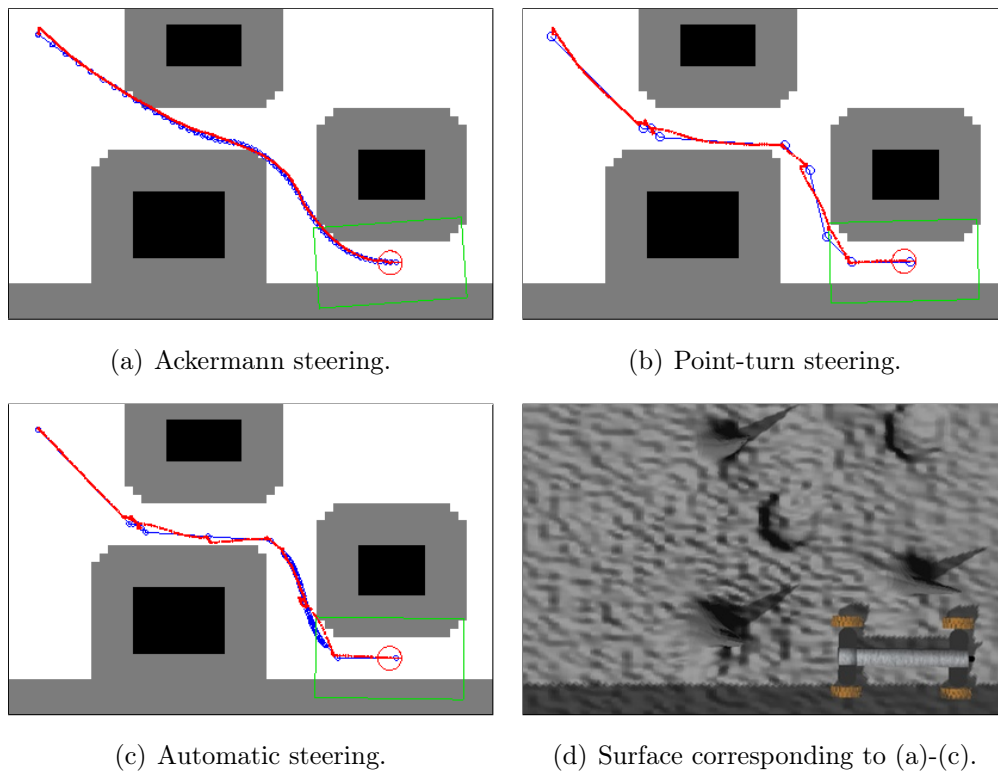 (a) Ackermann steering.
(b) Point-turn steering.
(c) Automatic steering.
(d) Surface corresponding to (a)-(c).